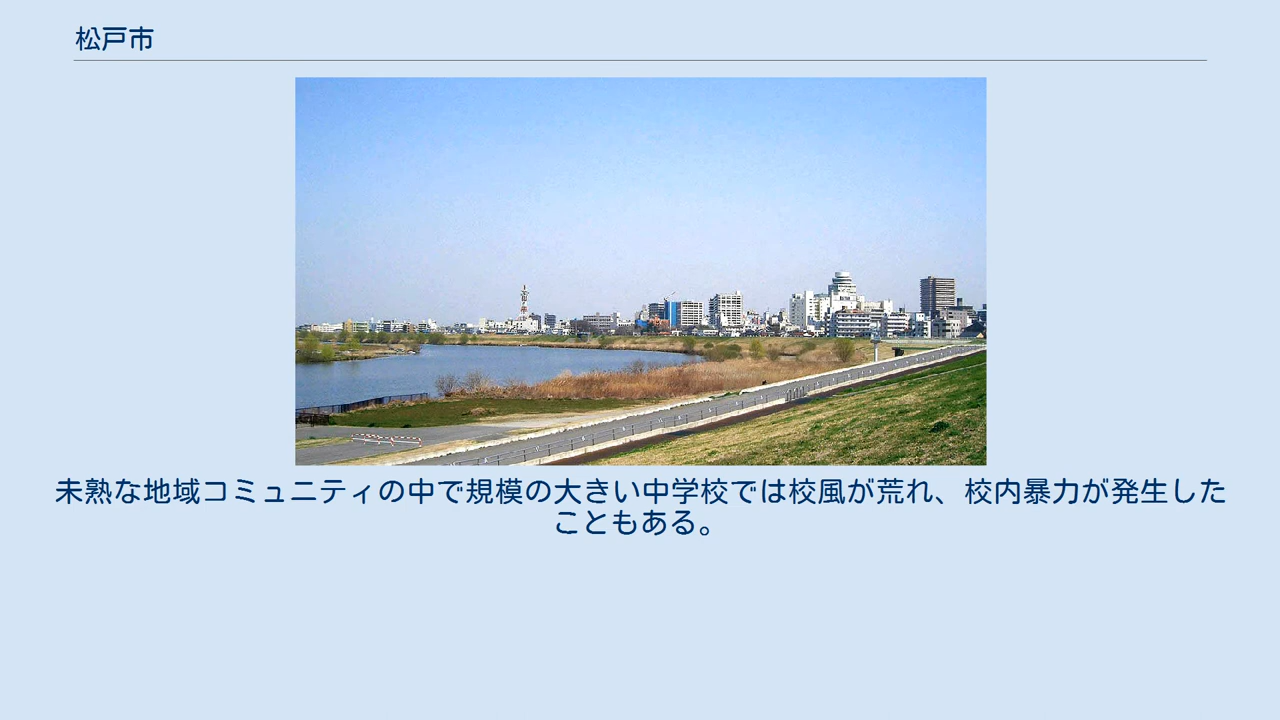 松戸市
未熟な地域コミュニティの中で規模の大きい中学校では校風が荒れ、校内暴力が発生した
こともある。